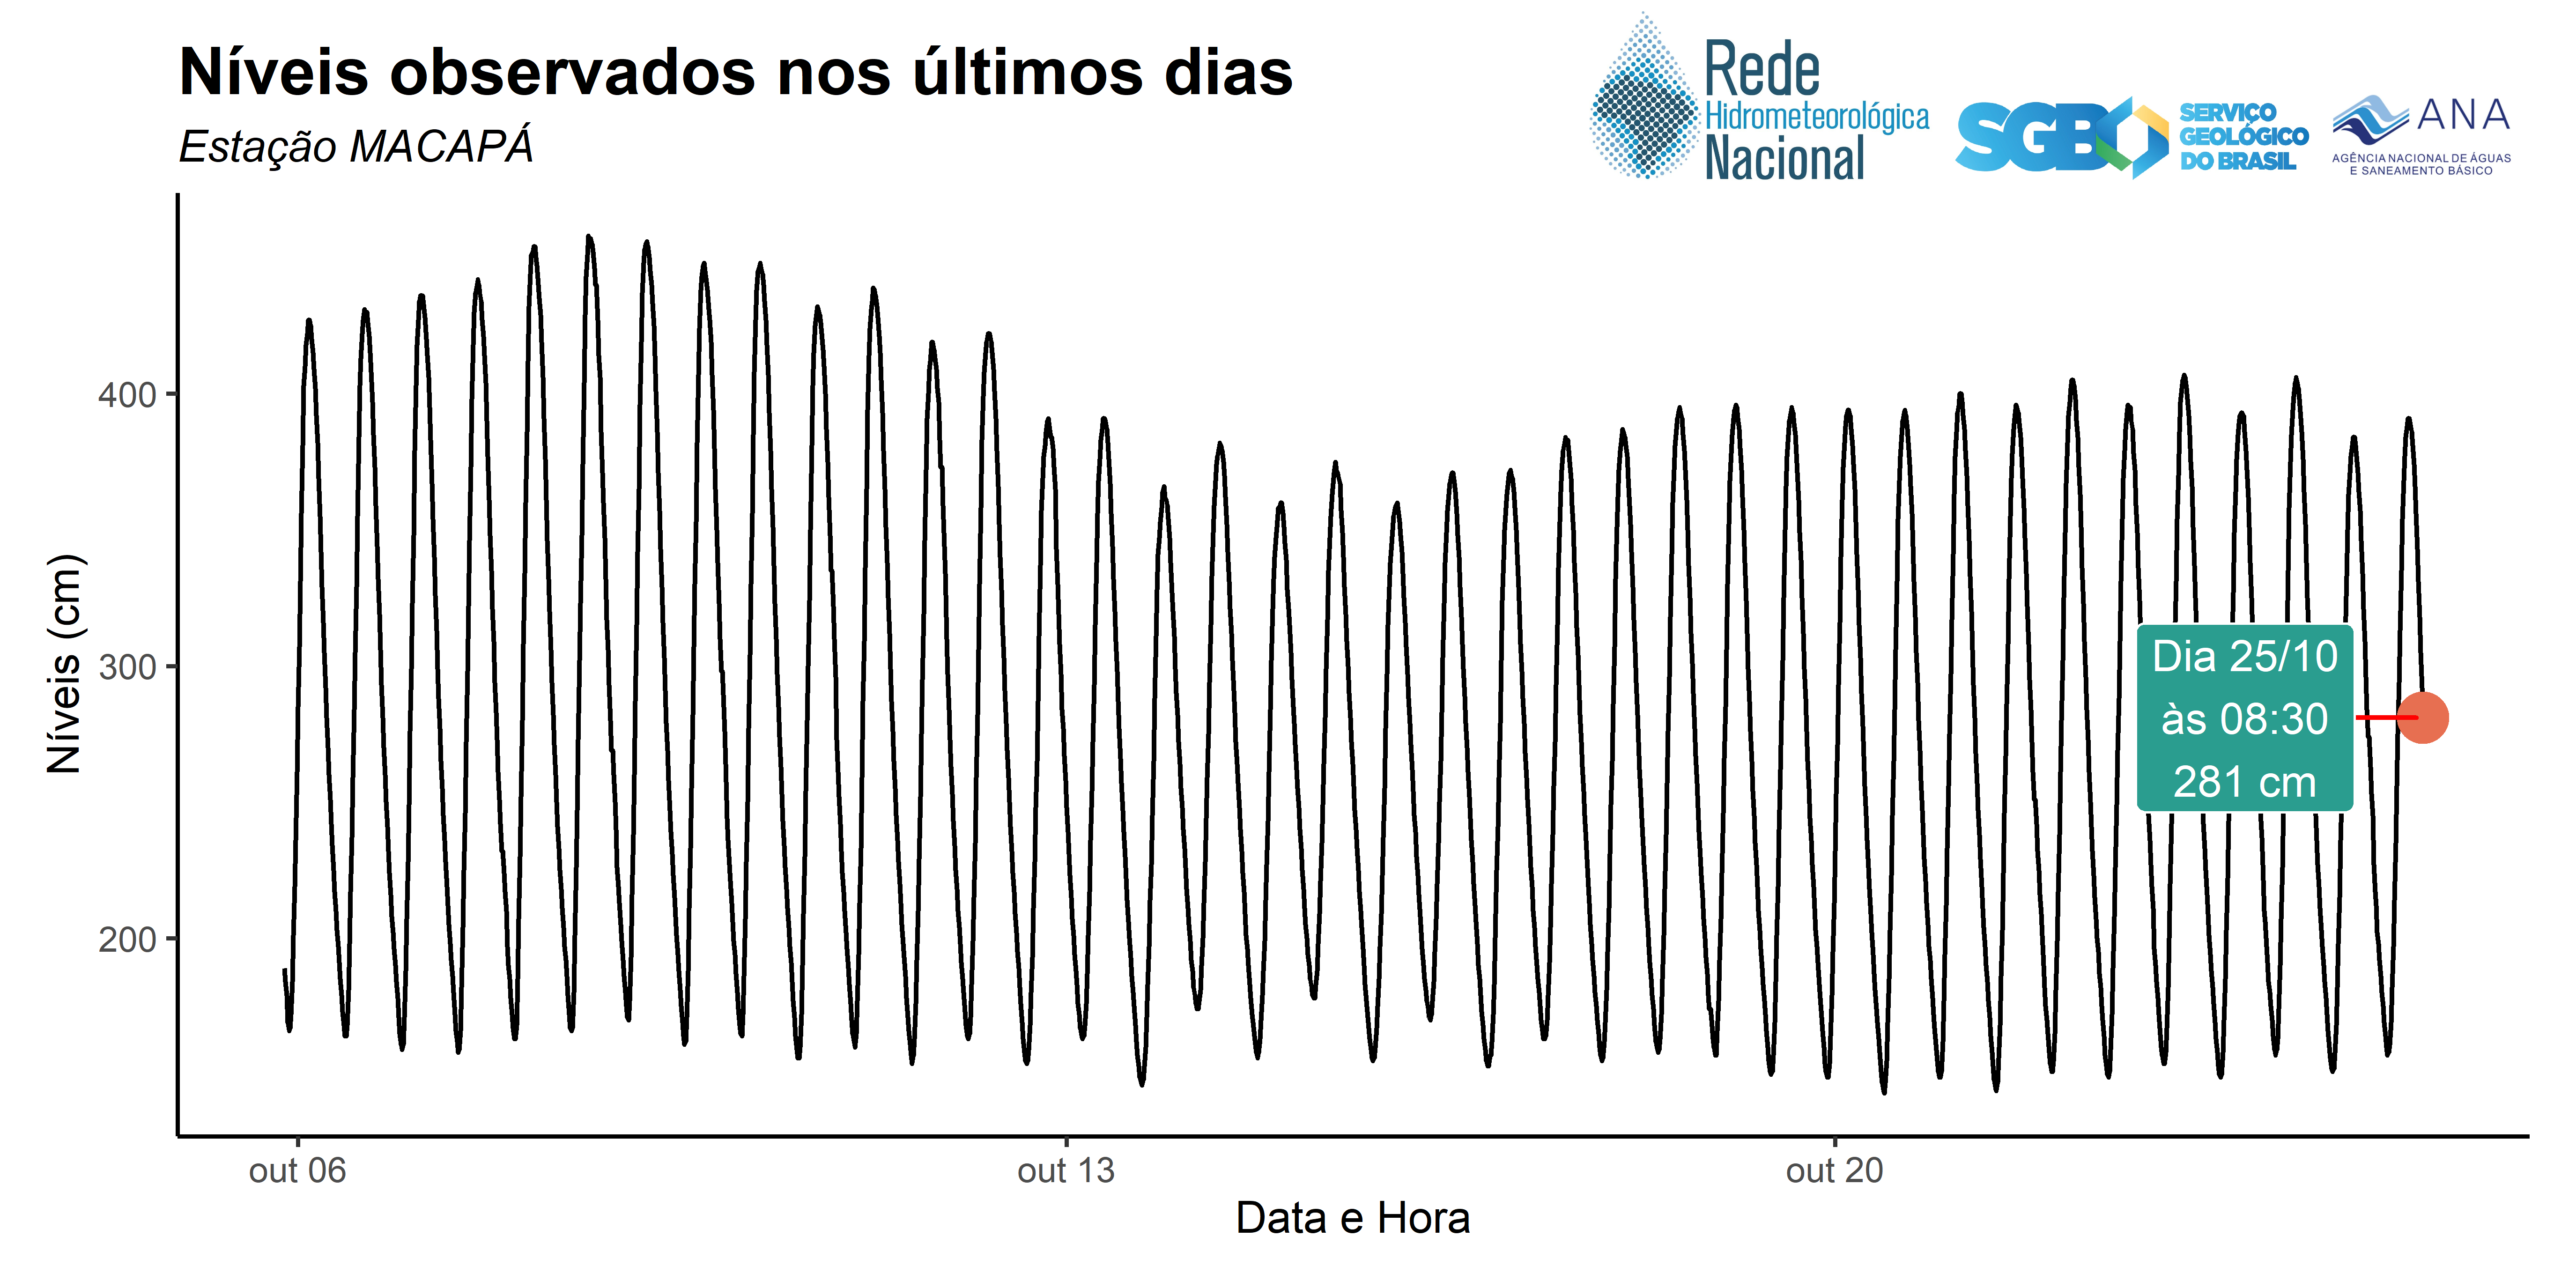 Níveis observados nos últimos dias
Estação MACAPÁ
Rede
Hidrometeorológica
Nacional
SGB
SERVIÇO
GEOLÓGICO
DO BRASIL
ANA
AGÊNCIA NACIONAL DE ÁGUAS
E SANEAMENTO BÁSICO
Níveis (cm)
400
300
200
Dia 25/10
às 08:30
281 cm
out 06
out 13
out 20
Data e Hora